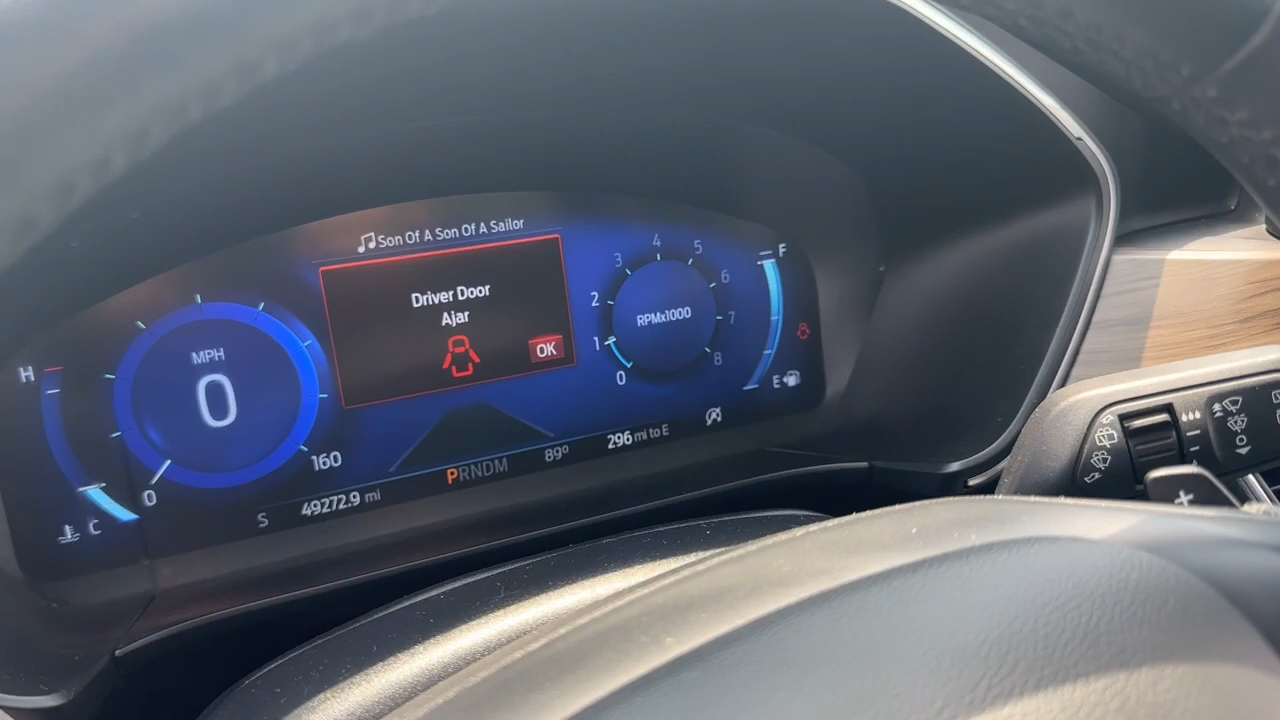 Son Of A Son Of A Sailor
Driver Door
Ajar
OK
H
C
MPH
0
0
160
RPMx1000
0
1
2
3
4
5
6
7
8
F
E
S
49272.9 mi
PRNDM
89º
296 mi to E